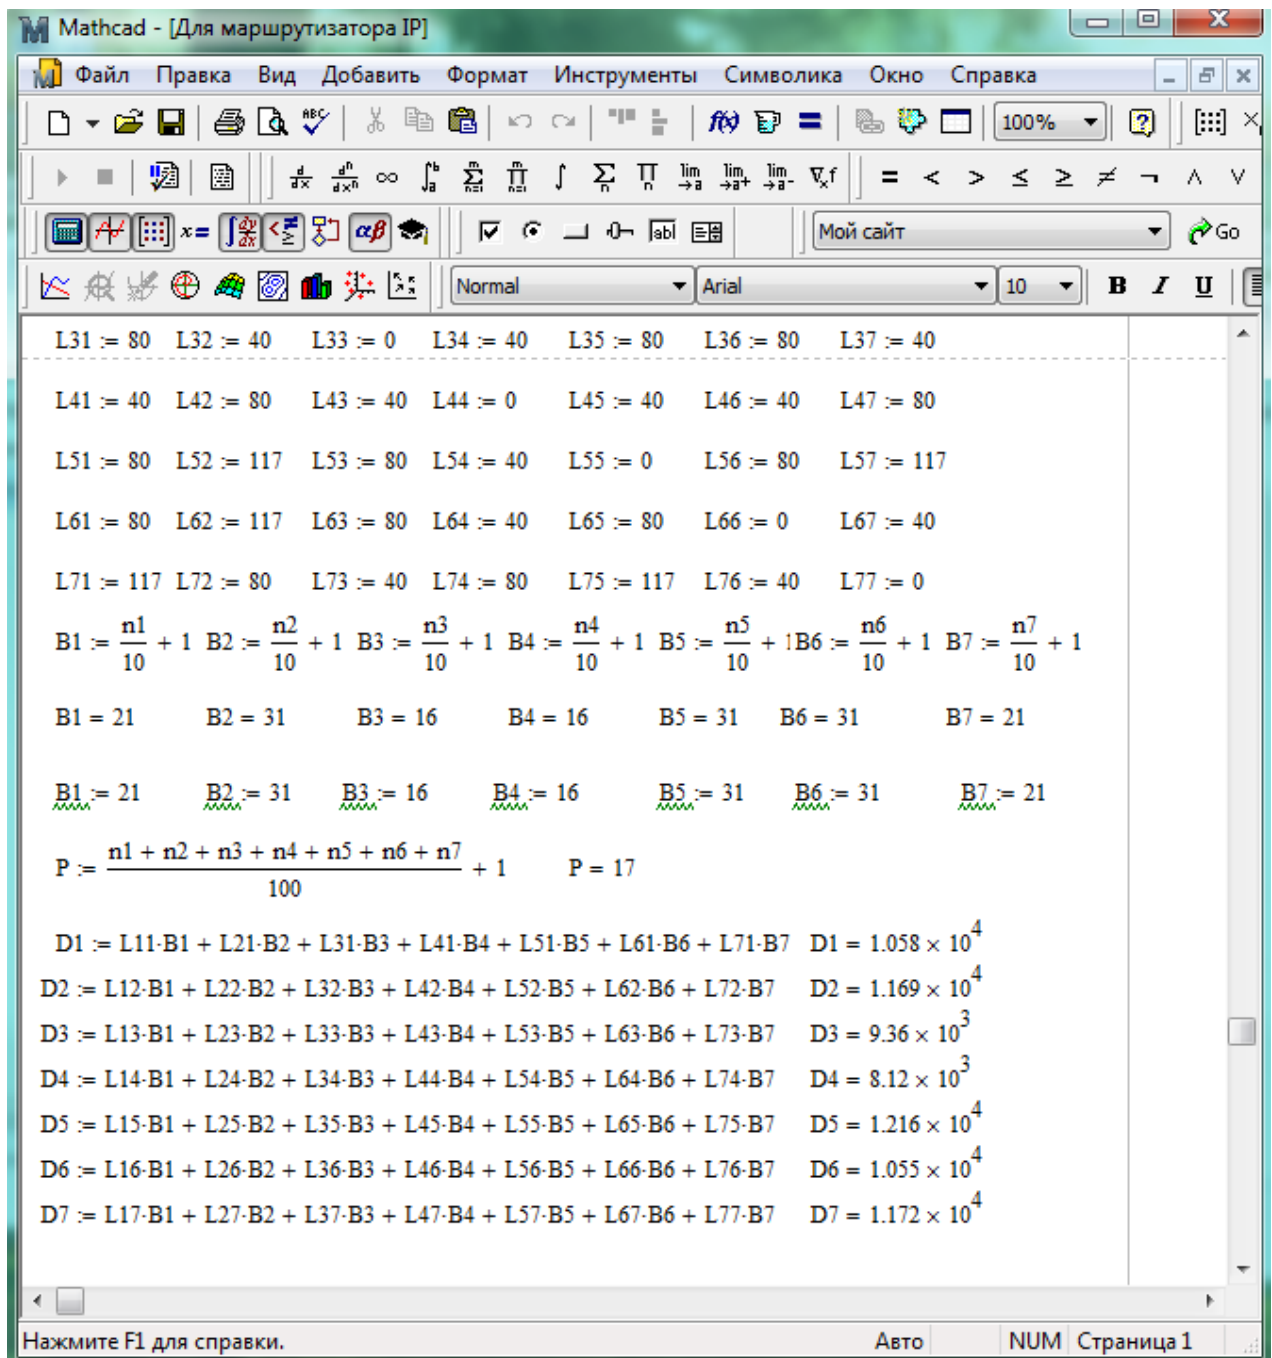 Mathcad - [Для маршрутизатора IP]
Файл Правка Вид Добавить Формат Инструменты Символика Окно Справка
100%
Мой сайт Go
Normal Arial 10 B I U
L31 := 80 L32 := 40 L33 := 0 L34 := 40 L35 := 80 L36 := 80 L37 := 40
L41 := 40 L42 := 80 L43 := 40 L44 := 0 L45 := 40 L46 := 40 L47 := 80
L51 := 80 L52 := 117 L53 := 80 L54 := 40 L55 := 0 L56 := 80 L57 := 117
L61 := 80 L62 := 117 L63 := 80 L64 := 40 L65 := 80 L66 := 0 L67 := 40
L71 := 117 L72 := 80 L73 := 40 L74 := 80 L75 := 117 L76 := 40 L77 := 0
B1 := n1/10 + 1 B2 := n2/10 + 1 B3 := n3/10 + 1 B4 := n4/10 + 1 B5 := n5/10 + 1 B6 := n6/10 + 1 B7 := n7/10 + 1
B1 = 21 B2 = 31 B3 = 16 B4 = 16 B5 = 31 B6 = 31 B7 = 21
B1 := 21 B2 := 31 B3 := 16 B4 := 16 B5 := 31 B6 := 31 B7 := 21
P := (n1 + n2 + n3 + n4 + n5 + n6 + n7)/100 + 1 P = 17
D1 := L11·B1 + L21·B2 + L31·B3 + L41·B4 + L51·B5 + L61·B6 + L71·B7 D1 = 1.058 × 10^4
D2 := L12·B1 + L22·B2 + L32·B3 + L42·B4 + L52·B5 + L62·B6 + L72·B7 D2 = 1.169 × 10^4
D3 := L13·B1 + L23·B2 + L33·B3 + L43·B4 + L53·B5 + L63·B6 + L73·B7 D3 = 9.36 × 10^3
D4 := L14·B1 + L24·B2 + L34·B3 + L44·B4 + L54·B5 + L64·B6 + L74·B7 D4 = 8.12 × 10^3
D5 := L15·B1 + L25·B2 + L35·B3 + L45·B4 + L55·B5 + L65·B6 + L75·B7 D5 = 1.216 × 10^4
D6 := L16·B1 + L26·B2 + L36·B3 + L46·B4 + L56·B5 + L66·B6 + L76·B7 D6 = 1.055 × 10^4
D7 := L17·B1 + L27·B2 + L37·B3 + L47·B4 + L57·B5 + L67·B6 + L77·B7 D7 = 1.172 × 10^4
Нажмите F1 для справки. Авто NUM Страница 1